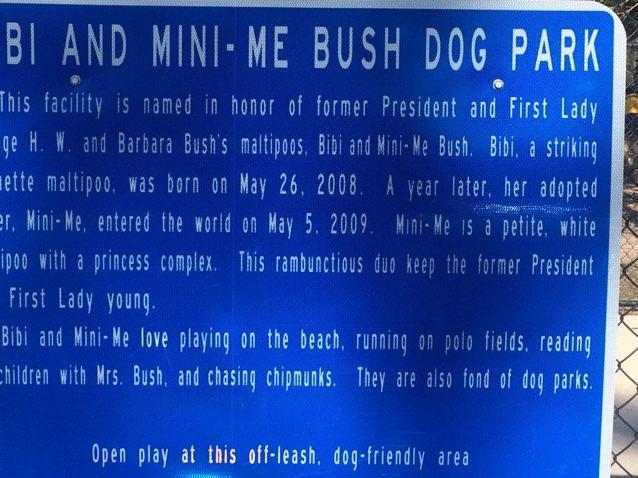 BI AND MINI-ME BUSH DOG PARK
This facility is named in honor of former President and First Lady
ge H. W. and Barbara Bush's maltipoos, Bibi and Mini-Me Bush. Bibi, a striking
ette maltipoo, was born on May 26, 2008. A year later, her adopted
er, Mini-Me, entered the world on May 5, 2009. Mini-Me is a petite, white
ipoo with a princess complex. This rambunctious duo keep the former President
First Lady young.
Bibi and Mini-Me love playing on the beach, running on polo fields, reading
children with Mrs. Bush, and chasing chipmunks. They are also fond of dog parks.
Open play at this off-leash, dog-friendly area